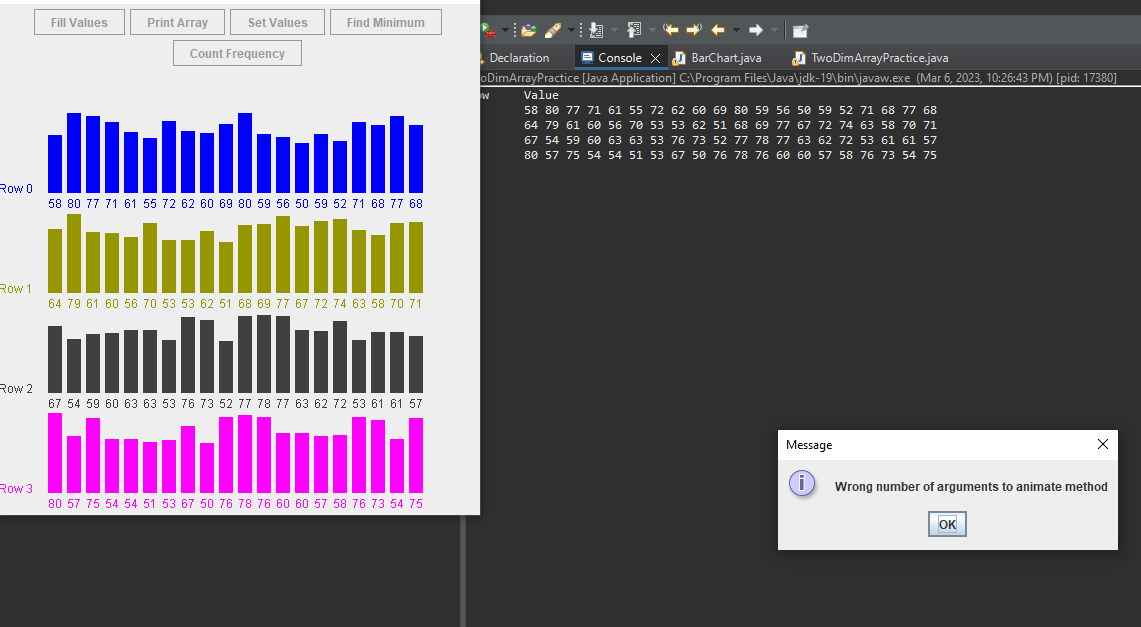 Fill Values Print Array Set Values Find Minimum
Count Frequency
Row 0
58 80 77 71 61 55 72 62 60 69 80 59 56 50 59 52 71 68 77 68
Row 1
64 79 61 60 56 70 53 53 62 51 68 69 77 67 72 74 63 58 70 71
Row 2
67 54 59 60 63 63 53 76 73 52 77 78 77 63 62 72 53 61 61 57
Row 3
80 57 75 54 54 51 53 67 50 76 78 76 60 60 57 58 76 73 54 75
Declaration Console BarChart.java TwoDimArrayPractice.java
oDimArrayPractice [Java Application] C:\Program Files\Java\jdk-19\bin\javaw.exe (Mar 6, 2023, 10:26:43 PM) [pid: 17380]
ow Value
58 80 77 71 61 55 72 62 60 69 80 59 56 50 59 52 71 68 77 68
64 79 61 60 56 70 53 53 62 51 68 69 77 67 72 74 63 58 70 71
67 54 59 60 63 63 53 76 73 52 77 78 77 63 62 72 53 61 61 57
80 57 75 54 54 51 53 67 50 76 78 76 60 60 57 58 76 73 54 75
Message
Wrong number of arguments to animate method
OK